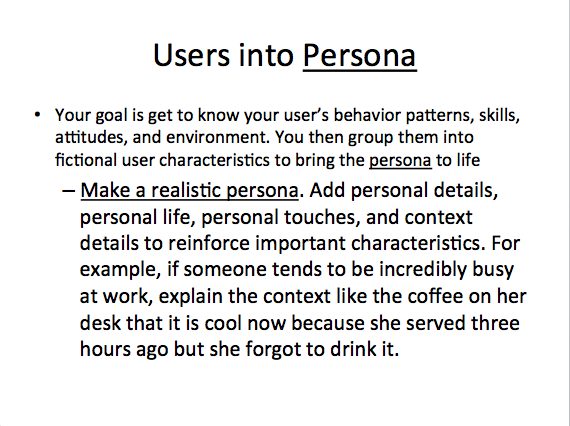 Users into Persona
• Your goal is get to know your user's behavior patterns, skills,
attitudes, and environment. You then group them into
fictional user characteristics to bring the persona to life
– Make a realistic persona. Add personal details,
personal life, personal touches, and context
details to reinforce important characteristics. For
example, if someone tends to be incredibly busy
at work, explain the context like the coffee on her
desk that it is cool now because she served three
hours ago but she forgot to drink it.